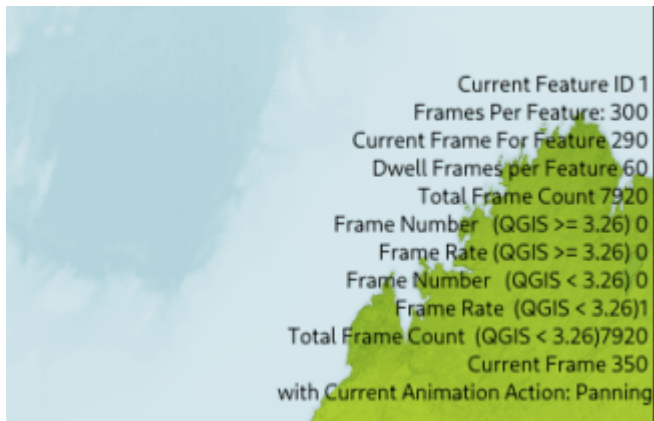 Current Feature ID 1
Frames Per Feature: 300
Current Frame For Feature 290
Dwell Frames per Feature 60
Total Frame Count 7920
Frame Number  (QGIS >= 3.26) 0
Frame Rate (QGIS >= 3.26) 0
Frame Number  (QGIS < 3.26) 0
Frame Rate  (QGIS < 3.26)1
Total Frame Count  (QGIS < 3.26)7920
Current Frame 350
with Current Animation Action: Panning